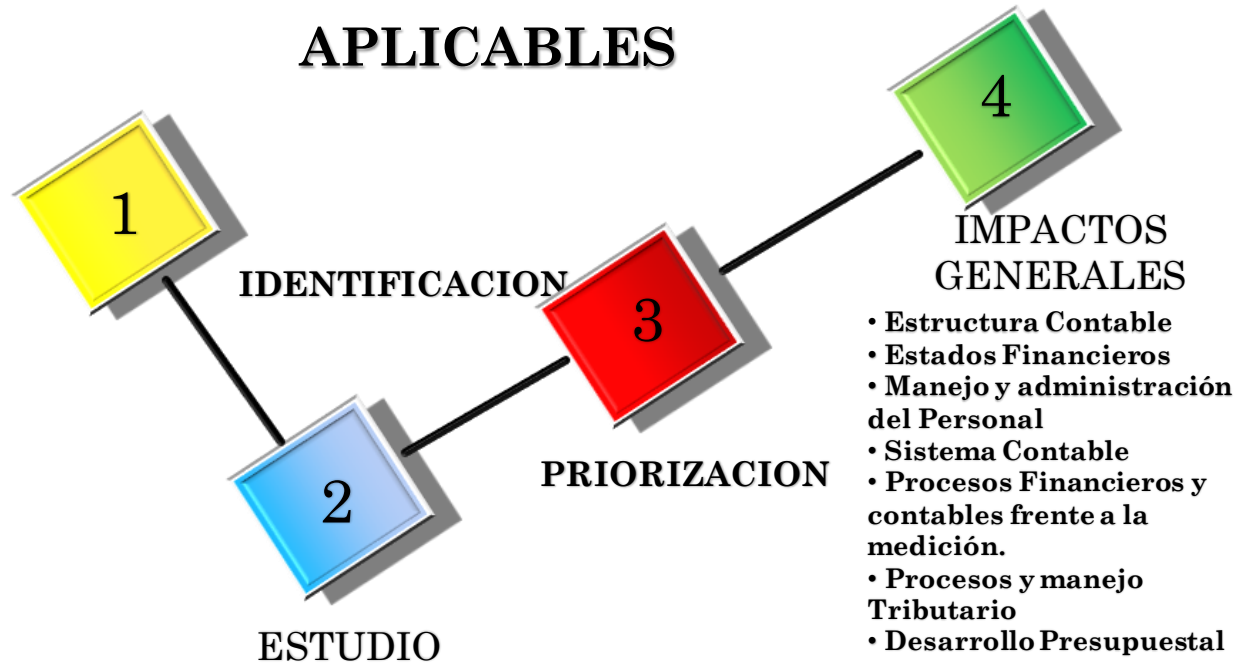 APLICABLES
1
IDENTIFICACION
2
ESTUDIO
3
PRIORIZACION
4
IMPACTOS
GENERALES
• Estructura Contable
• Estados Financieros
• Manejo y administración
del Personal
• Sistema Contable
• Procesos Financieros y
contables frente a la
medición.
• Procesos y manejo
Tributario
• Desarrollo Presupuestal